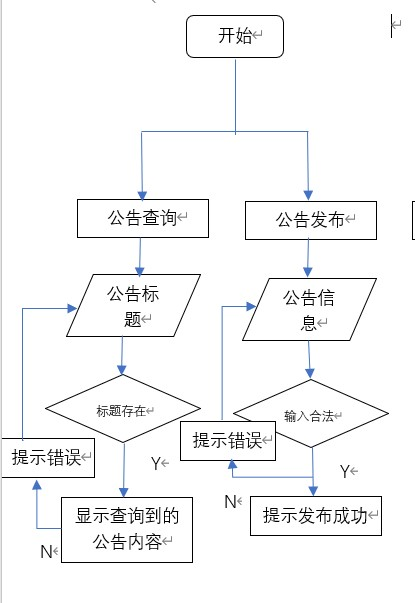 开始
公告查询
公告发布
公告标
题
公告信
息
标题存在
输入合法
提示错误
提示错误
Y
Y
显示查询到的
公告内容
N
提示发布成功
N